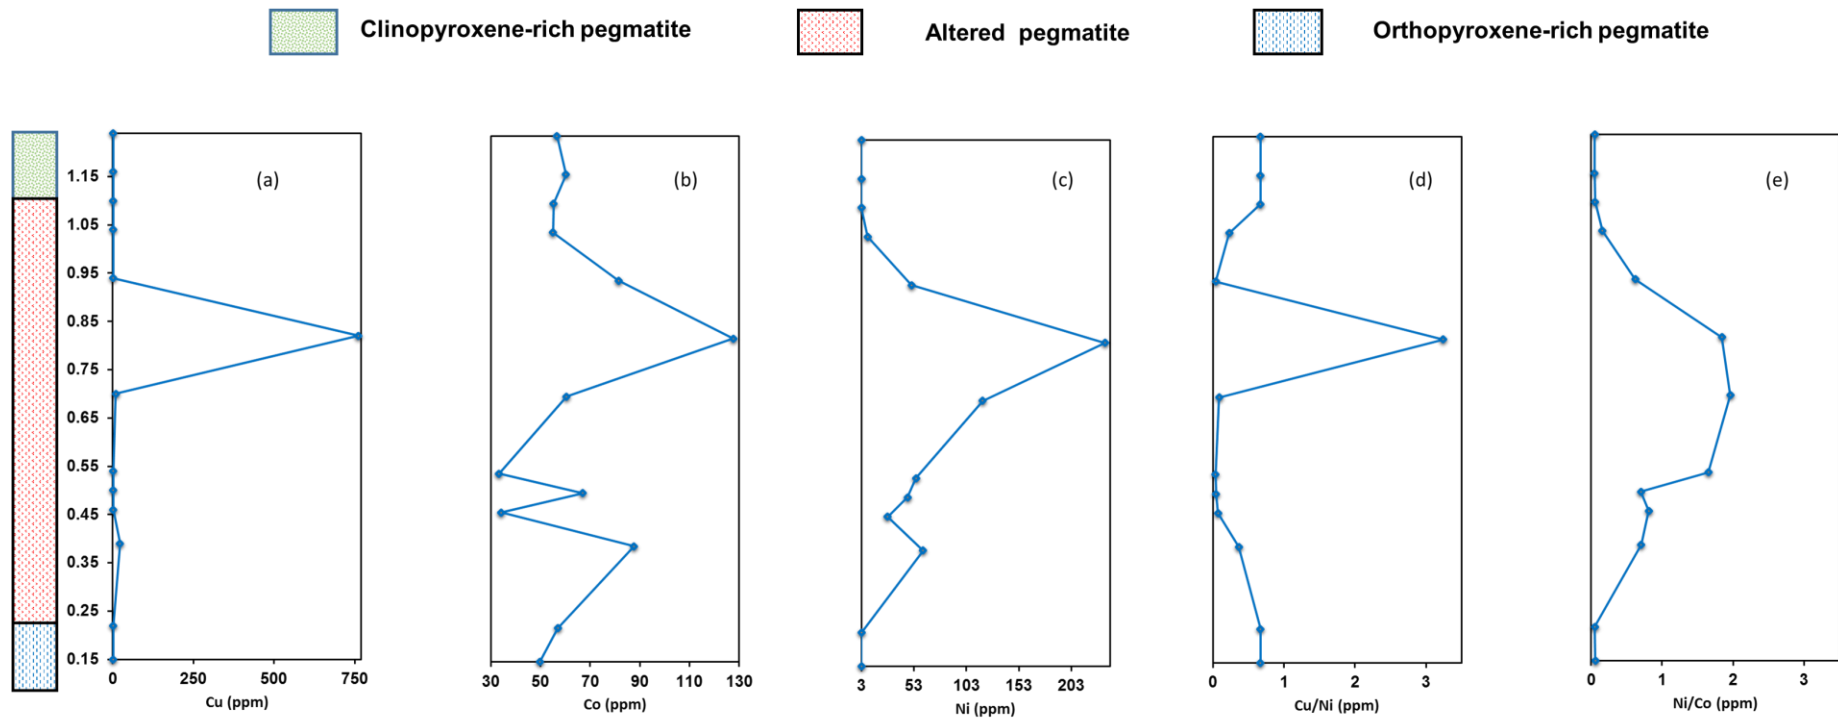 Clinopyroxene-rich pegmatite
Altered pegmatite
Orthopyroxene-rich pegmatite
(a)
(b)
(c)
(d)
(e)
1.15
1.05
0.95
0.85
0.75
0.65
0.55
0.45
0.35
0.25
0.15
0 250 500 750
Cu (ppm)
30 50 70 90 110 130
Co (ppm)
3 53 103 153 203
Ni (ppm)
0 1 2 3
Cu/Ni (ppm)
0 1 2 3
Ni/Co (ppm)